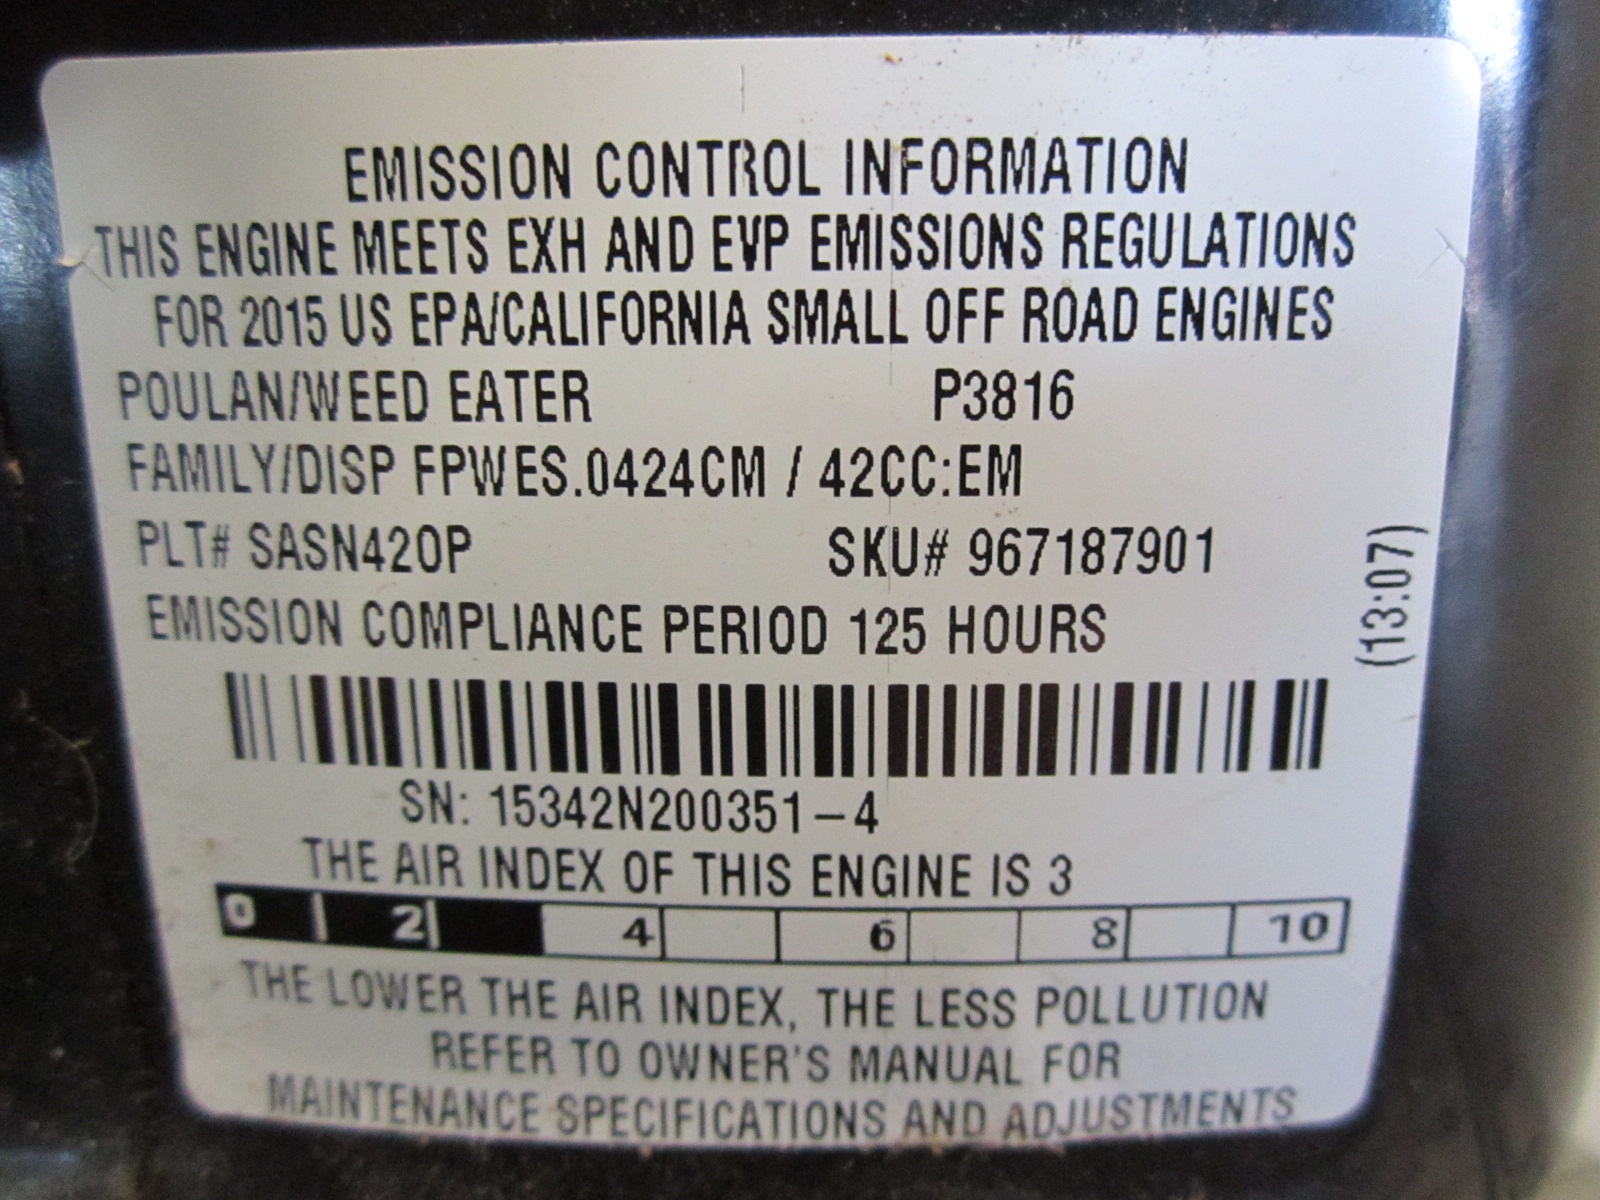 EMISSION CONTROL INFORMATION
THIS ENGINE MEETS EXH AND EVP EMISSIONS REGULATIONS
FOR 2015 US EPA/CALIFORNIA SMALL OFF ROAD ENGINES
POULAN/WEED EATER P3816
FAMILY/DISP FPWES.0424CM / 42CC:EM
PLT# SASN420P SKU# 967187901
(13:07)
EMISSION COMPLIANCE PERIOD 125 HOURS
SN: 15342N200351-4
THE AIR INDEX OF THIS ENGINE IS 3
0 2 4 6 8 10
THE LOWER THE AIR INDEX, THE LESS POLLUTION
REFER TO OWNER'S MANUAL FOR
MAINTENANCE SPECIFICATIONS AND ADJUSTMENTS